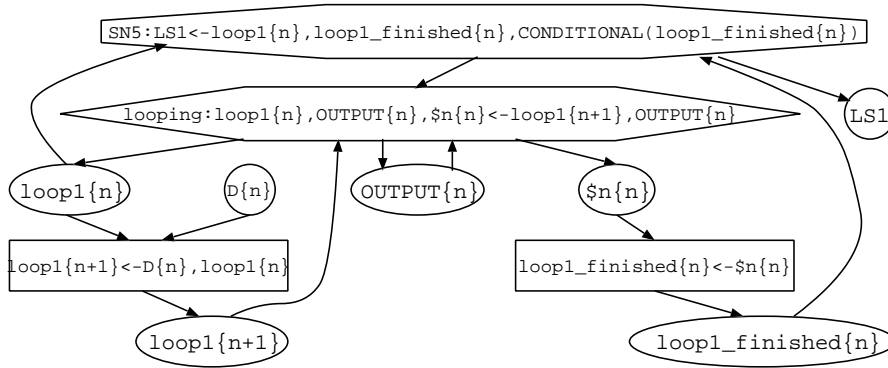 SN5:LS1<-loop1{n},loop1_finished{n},CONDITIONAL(loop1_finished{n})
looping:loop1{n},OUTPUT{n},$n{n}<-loop1{n+1},OUTPUT{n}
LS1
loop1{n}
D{n}
OUTPUT{n}
$n{n}
loop1{n+1}<-D{n},loop1{n}
loop1_finished{n}<-$n{n}
loop1{n+1}
loop1_finished{n}